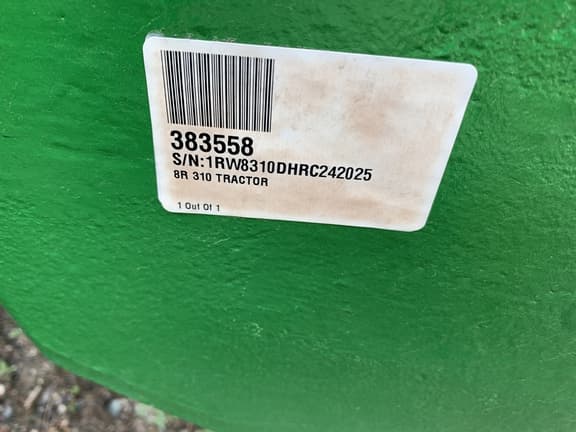 383558
S/N:1RW8310DHRC242025
8R 310 TRACTOR
1 Out Of 1